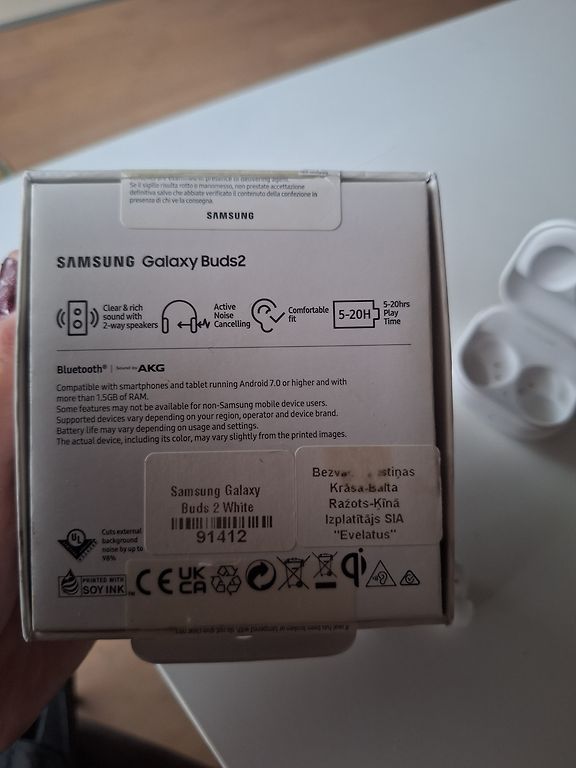 Se il sigillo risulta rotto o manomesso, non prestate accettazione
definitiva salvo che abbiate verificato il contenuto della confezione in
presenza di chi ve la consegna.
SAMSUNG
SAMSUNG Galaxy Buds2
Clear & rich
sound with
2-way speakers
Active
Noise
Cancelling
Comfortable
fit
5-20H
5-20hrs
Play
Time
Bluetooth® | Sound by AKG
Compatible with smartphones and tablet running Android 7.0 or higher and with
more than 1.5GB of RAM.
Some features may not be available for non-Samsung mobile device users.
Supported devices vary depending on your region, operator and device brand.
Battery life may vary depending on usage and settings.
The actual device, including its color, may vary slightly from the printed images.
Samsung Galaxy
Buds 2 White
91412
Krāsa-Balta
Ražots-Ķīnā
Izplatītājs SIA
"Evelatus"
UL
Cuts external
background
noise by up to
98%
PRINTED WITH
SOY INK™
CE
UK
CA
qi